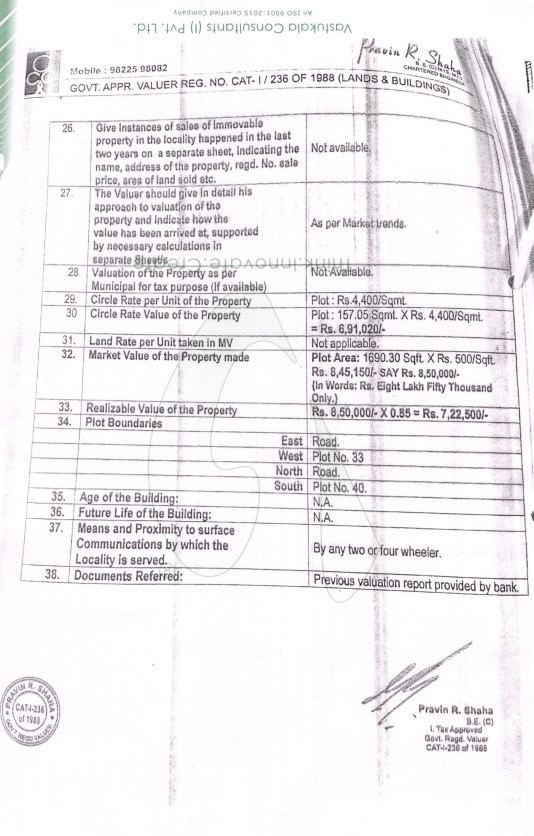 An ISO 9001:2015 Certified Company
Vastukala Consultants (I) Pvt. Ltd.
Pravin R. Shaha
B.E. (C)
CHARTERED ENGINEER
Mobile : 98225 98082
GOVT. APPR. VALUER REG. NO. CAT- I / 236 OF 1988 (LANDS & BUILDINGS)
26. Give Instances of sales of Immovable
property in the locality happened in the last
two years on a separate sheet, indicating the
name, address of the property, regd. No. sale
price, area of land sold etc.
Not available.
27. The Valuer should give in detail his
approach to valuation of the
property and indicate how the
value has been arrived at, supported
by necessary calculations in
separate Sheets
As per Market trends.
Think.Innovate.Create
28 Valuation of the Property as per
Municipal for tax purpose (If available)
Not Available.
29. Circle Rate per Unit of the Property Plot : Rs.4,400/Sqmt.
30 Circle Rate Value of the Property Plot : 157.05 Sqmt. X Rs. 4,400/Sqmt.
= Rs. 6,91,020/-
31. Land Rate per Unit taken in MV Not applicable.
32. Market Value of the Property made Plot Area: 1690.30 Sqft. X Rs. 500/Sqft.
Rs. 8,45,150/- SAY Rs. 8,50,000/-
(In Words: Rs. Eight Lakh Fifty Thousand
Only.)
33. Realizable Value of the Property Rs. 8,50,000/- X 0.85 = Rs. 7,22,500/-
34. Plot Boundaries
East Road.
West Plot No. 33
North Road.
South Plot No. 40.
35. Age of the Building: N.A.
36. Future Life of the Building: N.A.
37. Means and Proximity to surface
Communications by which the
Locality is served.
By any two or four wheeler.
38. Documents Referred: Previous valuation report provided by bank.
PRAVIN R. SHAHA
CAT-I-236
of 1988
GOVT REGD VALUER
Pravin R. Shaha
B.E. (C)
I. Tax Approved
Govt. Regd. Valuer
CAT-I-236 of 1988